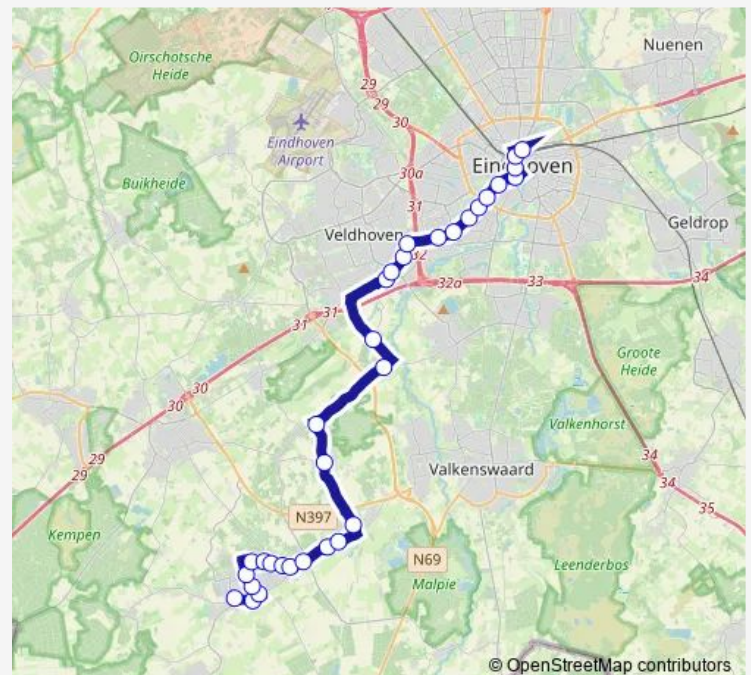 Oirschotsche
Heide
Nuenen
29
29
30
Eindhoven
Airport
Eindhoven
30a
Buikheide
31
Geldrop
Veldhoven
32
34
32a
33
31
31
Groote
Heide
30
30
Valkenhorst
29
29
Valkenswaard
34
34
35
N397
Kempen
N69
Leenderbos
Malpie
© OpenStreetMap contributors